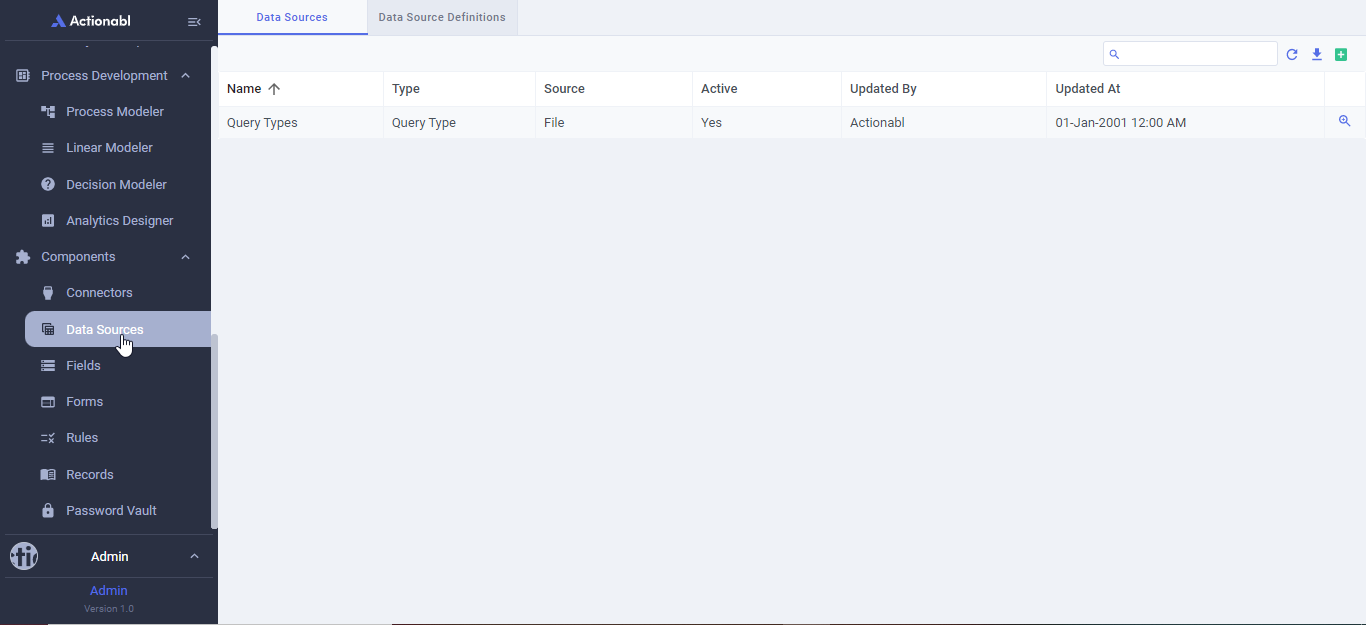 Actionabl
Process Development
Process Modeler
Linear Modeler
Decision Modeler
Analytics Designer
Components
Connectors
Data Sources
Fields
Forms
Rules
Records
Password Vault
Admin
Admin
Version 1.0
Data Sources Data Source Definitions
Name Type Source Active Updated By Updated At
Query Types Query Type File Yes Actionabl 01-Jan-2001 12:00 AM